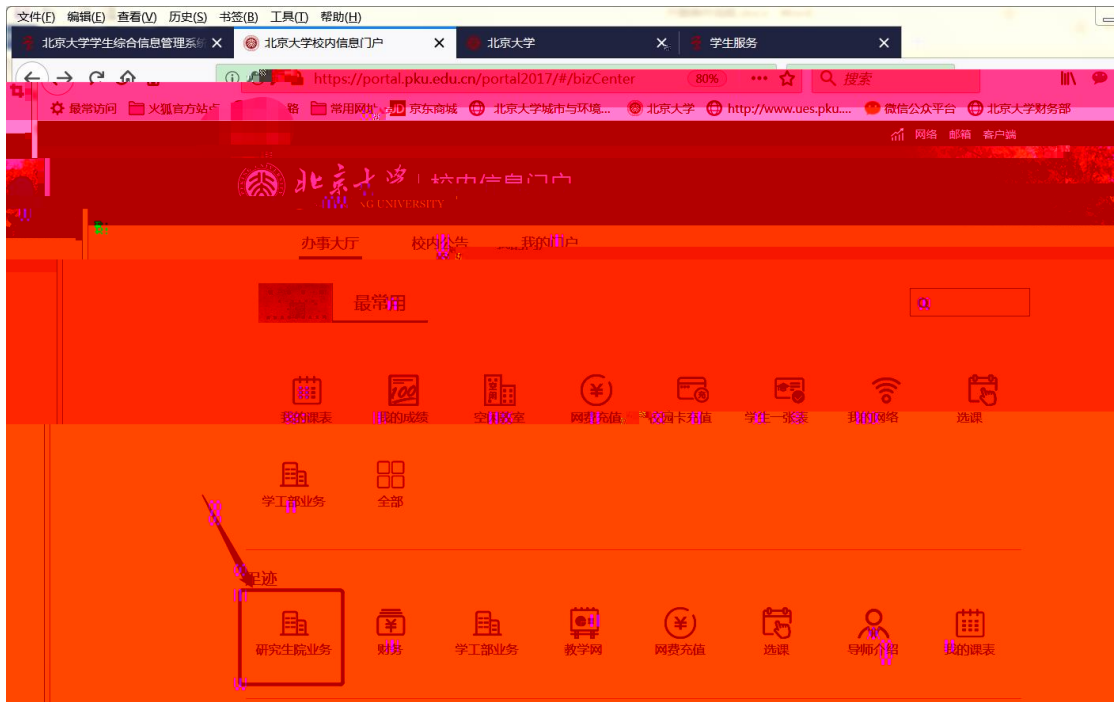 文件(F) 编辑(E) 查看(V) 历史(S) 书签(B) 工具(T) 帮助(H)
北京大学学生综合信息管理系统 北京大学校内信息门户 北京大学 学生服务
https://portal.pku.edu.cn/portal2017/#/bizCenter 80% 搜索
最常访问 火狐官方站点 常用网址 JD 京东商城 北京大学城市与环境... 北京大学 http://www.ues.pku.... 微信公众平台 北京大学财务部
网络 邮箱 客户端
北京大学 校内信息门户
NG UNIVERSITY
办事大厅 校内公告 我的门户
最常用
我的课表 我的成绩 空闲教室 网费充值 校园卡充值 学生一张表 我的网络 选课
学工部业务 全部
足迹
研究生院业务 财务 学工部业务 教学网 网费充值 选课 导师介绍 我的课表